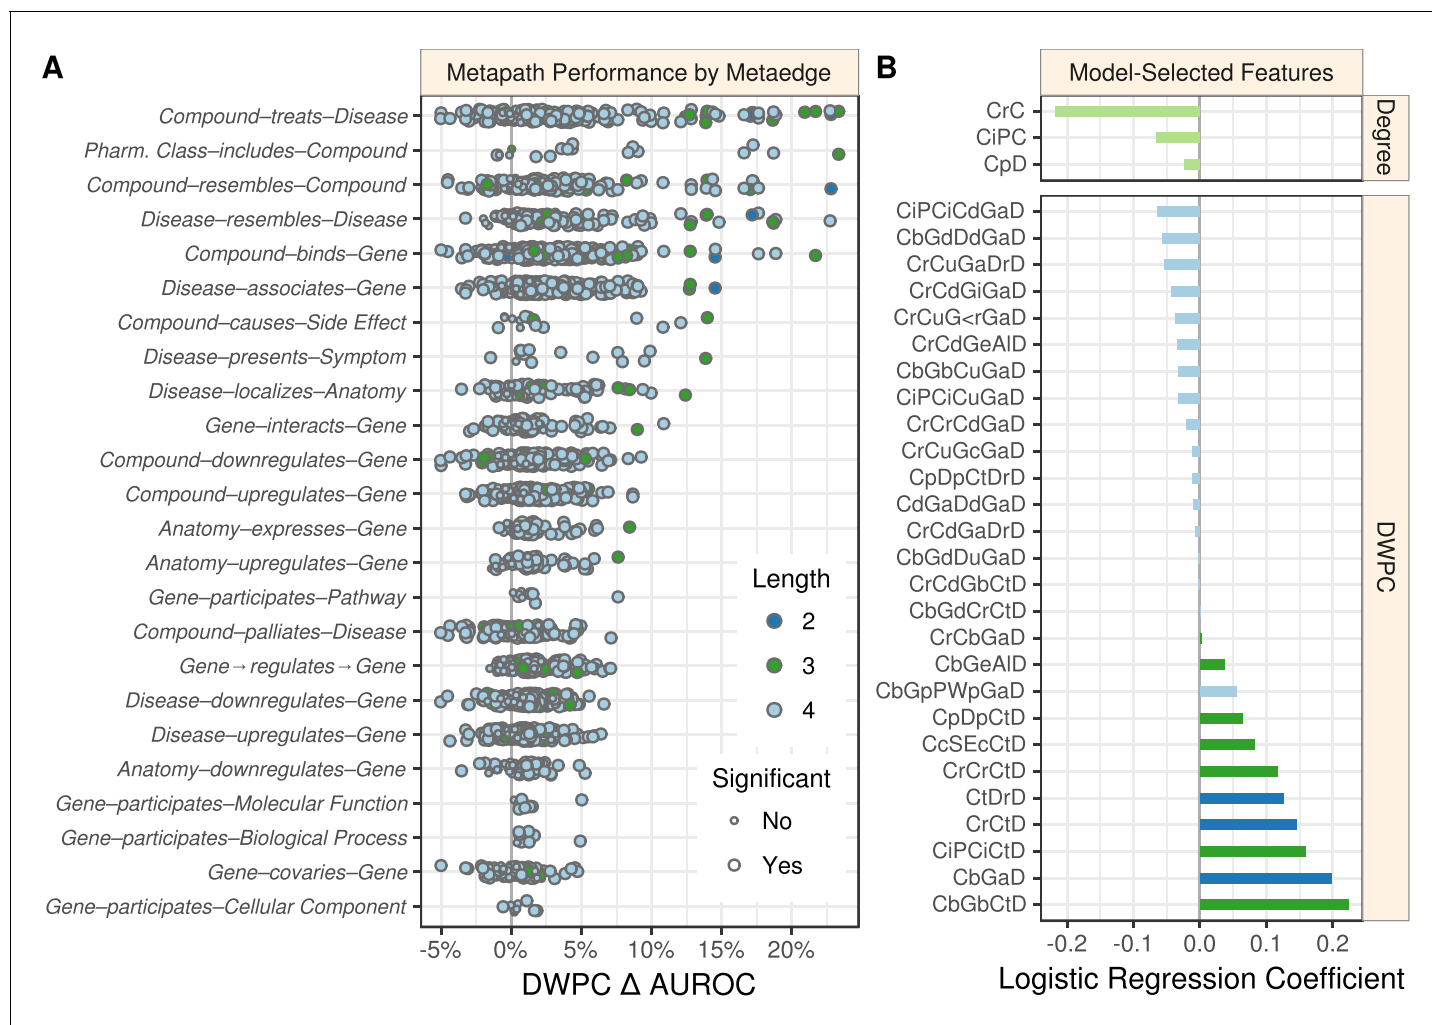 A
Metapath Performance by Metaedge
Compound–treats–Disease
Pharm. Class–includes–Compound
Compound–resembles–Compound
Disease–resembles–Disease
Compound–binds–Gene
Disease–associates–Gene
Compound–causes–Side Effect
Disease–presents–Symptom
Disease–localizes–Anatomy
Gene–interacts–Gene
Compound–downregulates–Gene
Compound–upregulates–Gene
Anatomy–expresses–Gene
Anatomy–upregulates–Gene
Gene–participates–Pathway
Compound–palliates–Disease
Gene→regulates→Gene
Disease–downregulates–Gene
Disease–upregulates–Gene
Anatomy–downregulates–Gene
Gene–participates–Molecular Function
Gene–participates–Biological Process
Gene–covaries–Gene
Gene–participates–Cellular Component
Length
2
3
4
Significant
No
Yes
-5% 0% 5% 10% 15% 20%
DWPC Δ AUROC
B
Model-Selected Features
CrC
CiPC
CpD
Degree
CiPCiCdGaD
CbGdDdGaD
CrCuGaDrD
CrCdGiGaD
CrCuG<rGaD
CrCdGeAlD
CbGbCuGaD
CiPCiCuGaD
CrCrCdGaD
CrCuGcGaD
CpDpCtDrD
CdGaDdGaD
CrCdGaDrD
CbGdDuGaD
CrCdGbCtD
CbGdCrCtD
CrCbGaD
CbGeAlD
CbGpPWpGaD
CpDpCtD
CcSEcCtD
CrCrCtD
CtDrD
CrCtD
CiPCiCtD
CbGaD
CbGbCtD
DWPC
-0.2 -0.1 0.0 0.1 0.2
Logistic Regression Coefficient